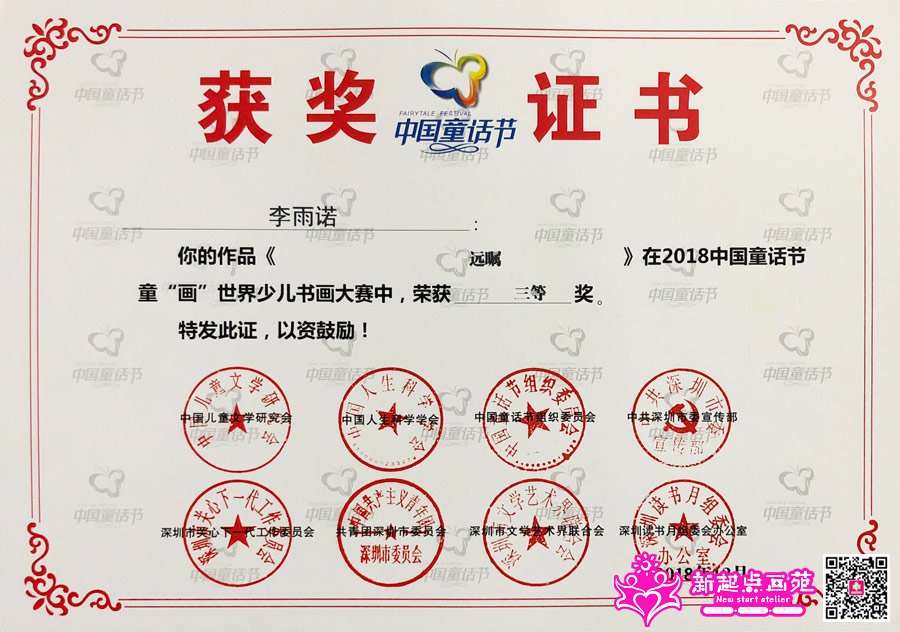 获奖
FAIRYTALE FESTIVAL
中国童话节
证书
李雨诺：
你的作品《 远瞩 》在2018中国童话节
童“画”世界少儿书画大赛中，荣获 三等 奖。
特发此证，以资鼓励！
中国儿童文学研究会 中国人生科学学会 中国童话节组织委员会 中共深圳市委宣传部
深圳市关心下一代工作委员会 共青团深圳市委员会 深圳市文学艺术界联合会 深圳读书月组委会办公室
新起点画苑
New start atelier